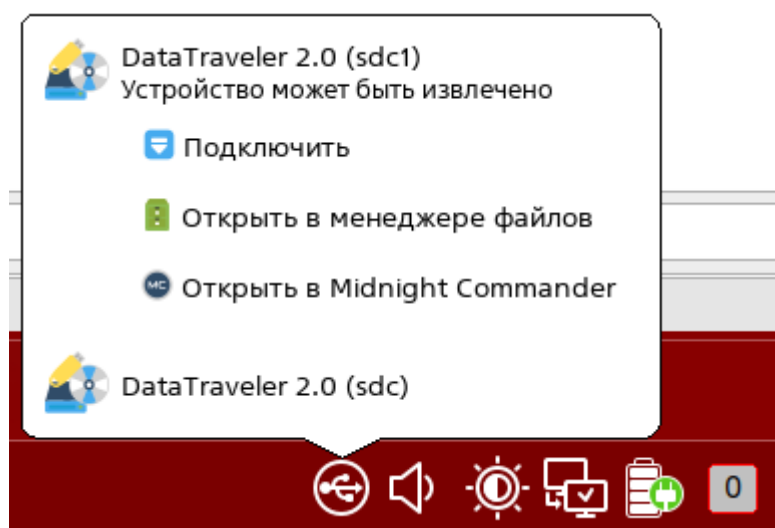 DataTraveler 2.0 (sdc1)
Устройство может быть извлечено
Подключить
Открыть в менеджере файлов
MC Открыть в Midnight Commander
DataTraveler 2.0 (sdc)
0